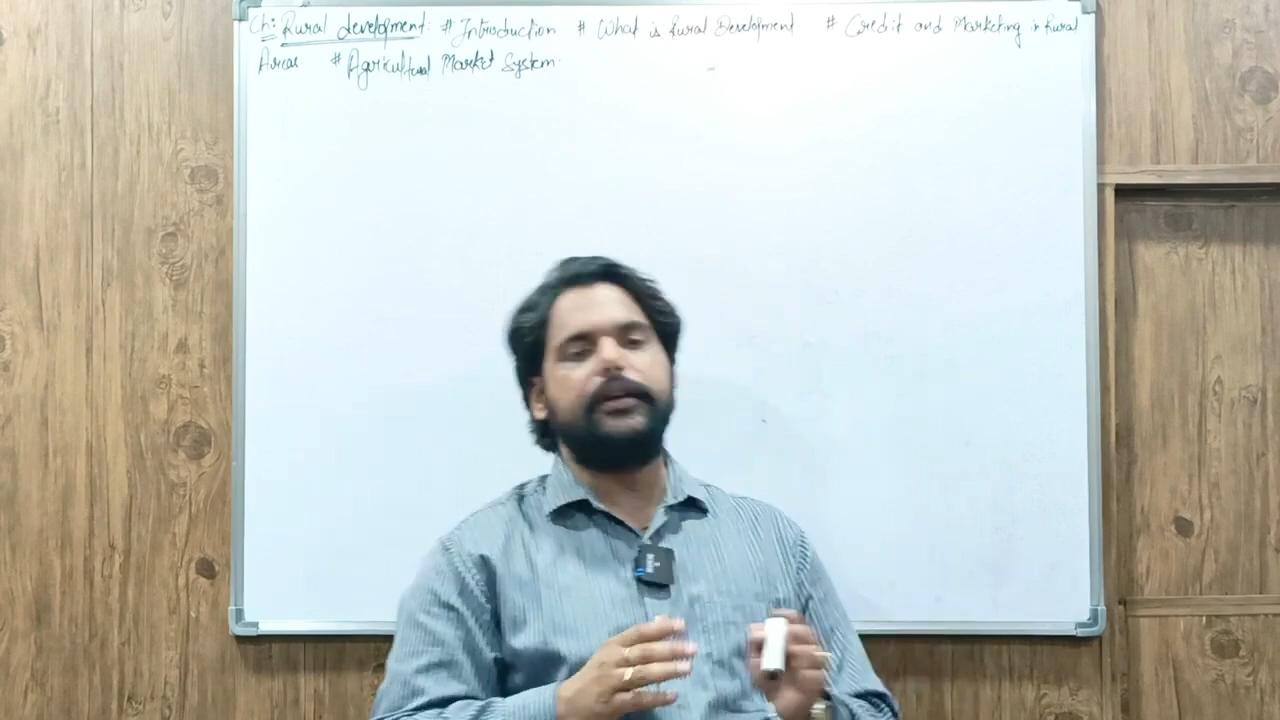 Ch: Rural development: # Introduction # What is Rural Development # Credit and Marketing in Rural
Areas # Agricultural Market System.